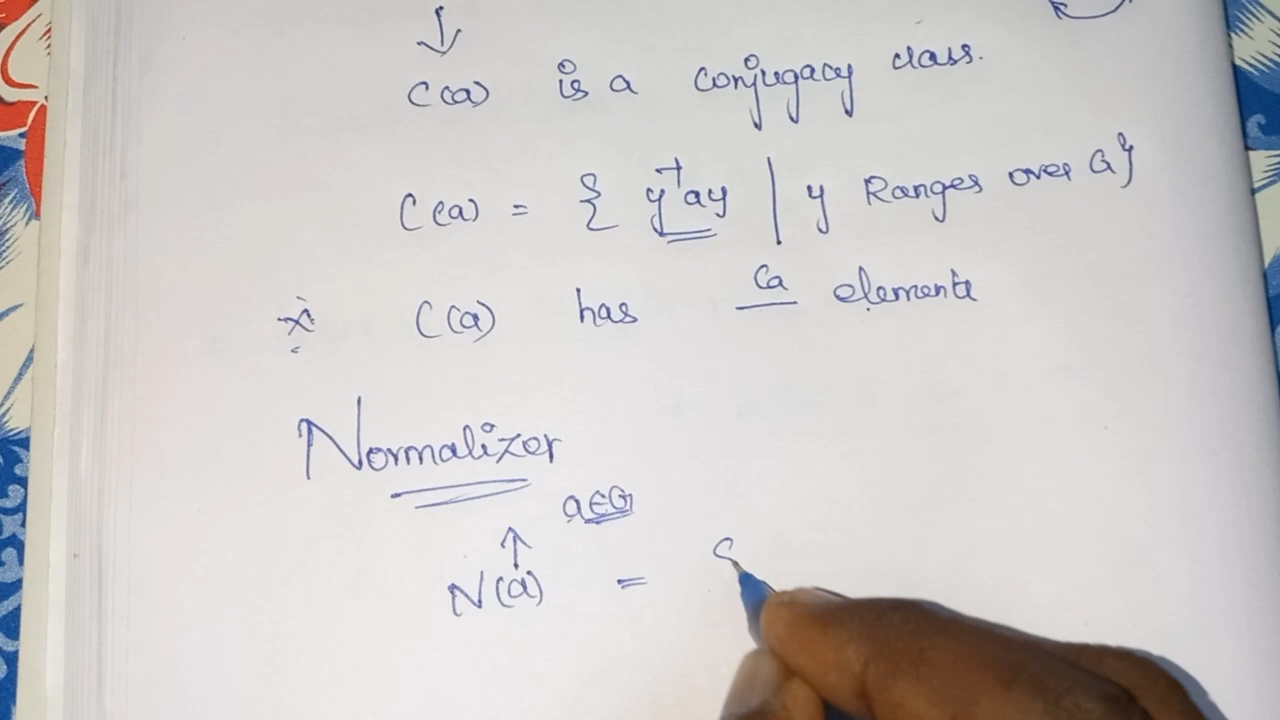 ↓
C(a) is a conjugacy class.
C(a) = { y⁻¹ay | y Ranges over G}
* C(a) has Ca elements
Normalizer
a∈G
↑
N(a) = {